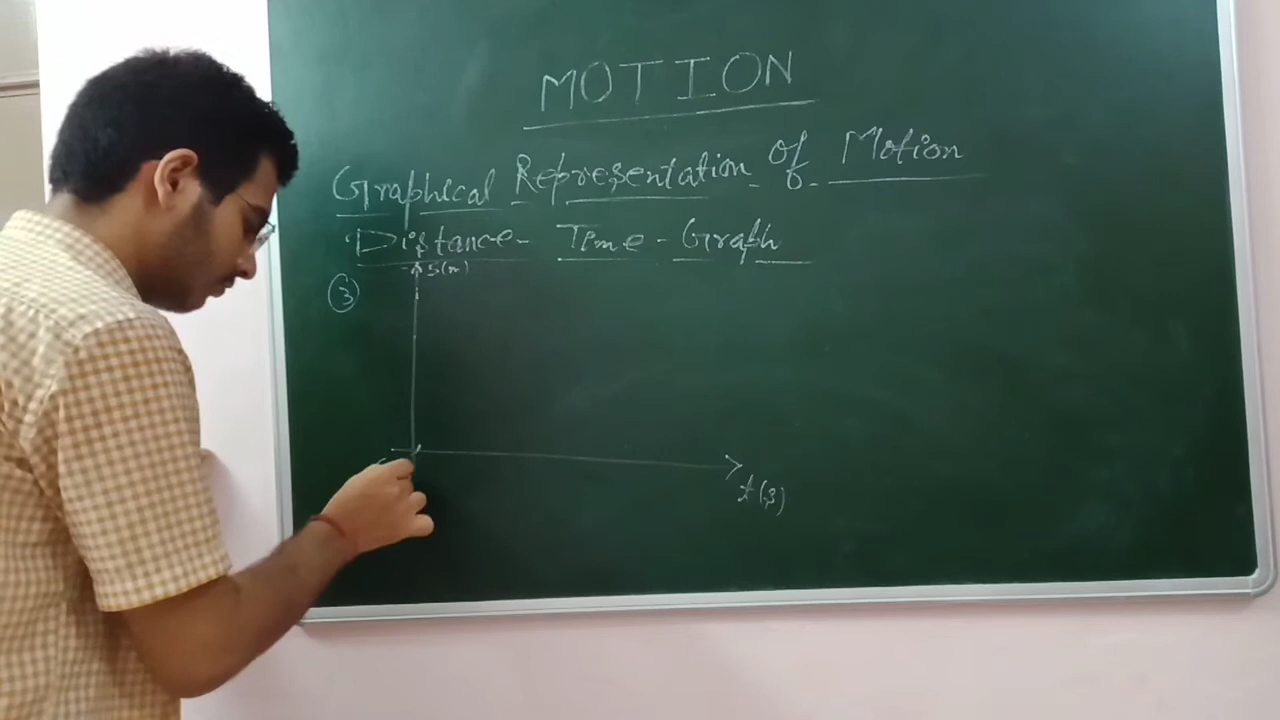 MOTION
Graphical Representation of Motion
Distance - Time - Graph
③
S(m)
t(s)